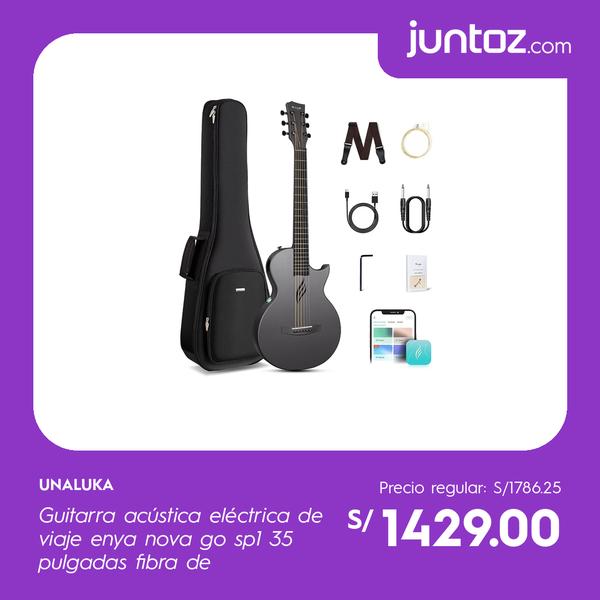 juntoz.com
UNALUKA
Guitarra acústica eléctrica de
viaje enya nova go sp1 35
pulgadas fibra de
Precio regular: S/1786.25
S/ 1429.00